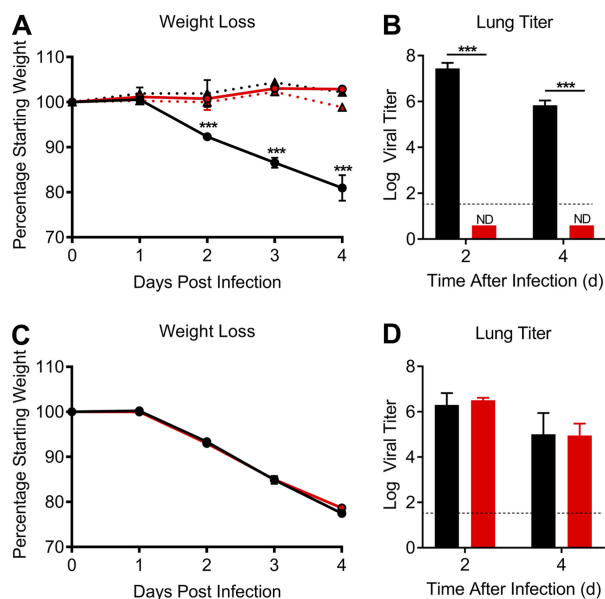 A
Weight Loss
Percentage Starting Weight
110
100
90
80
70
***
***
***
0 1 2 3 4
Days Post Infection
B
Lung Titer
Log Viral Titer
8
6
4
2
0
***
***
ND
ND
2 4
Time After Infection (d)
C
Weight Loss
Percentage Starting Weight
110
100
90
80
70
0 1 2 3 4
Days Post Infection
D
Lung Titer
Log Viral Titer
8
6
4
2
0
2 4
Time After Infection (d)